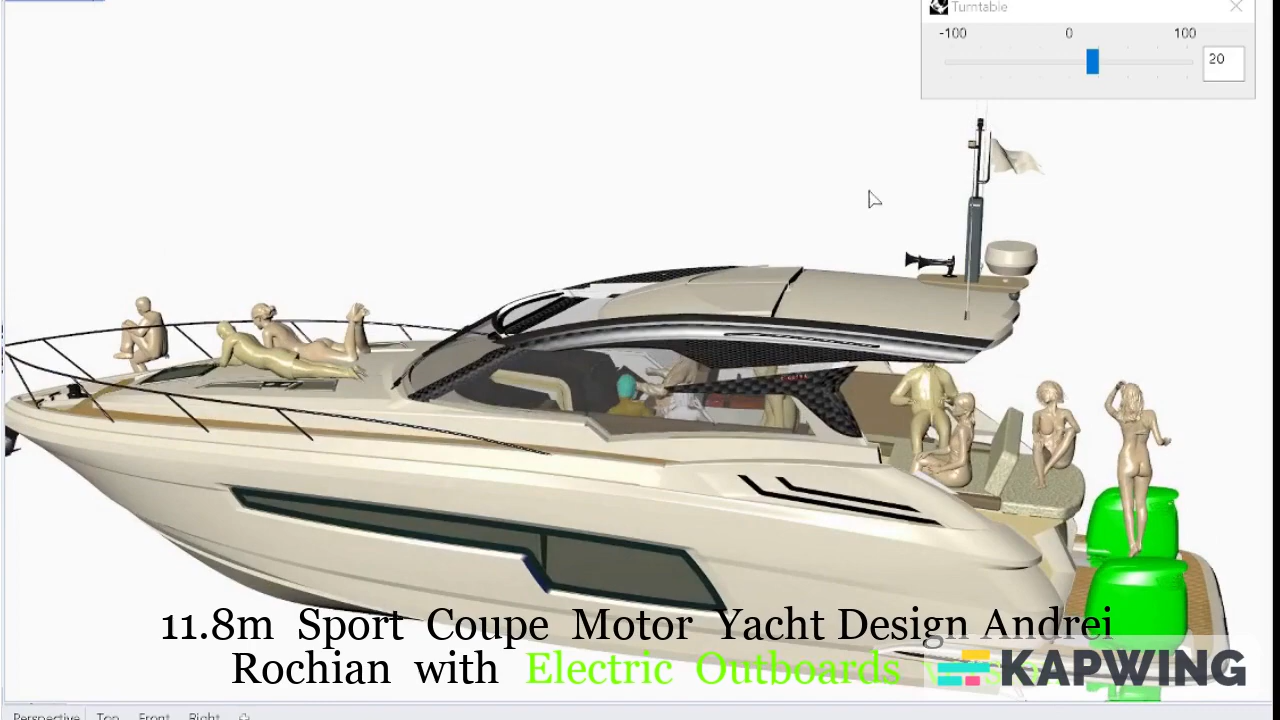 Turntable
-100 0 100
20
11.8m Sport Coupe Motor Yacht Design Andrei
Rochian with Electric Outboards
KAPWING
Perspective Top Front Right